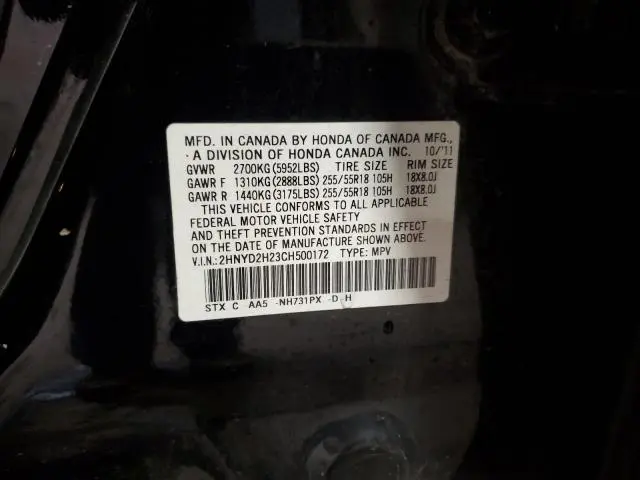 MFD. IN CANADA BY HONDA OF CANADA MFG.,
A DIVISION OF HONDA CANADA INC. 10/'11
GVWR 2700KG (5952LBS) TIRE SIZE RIM SIZE
GAWR F 1310KG (2888LBS) 255/55R18 105H 18X8.0J
GAWR R 1440KG (3175LBS) 255/55R18 105H 18X8.0J
THIS VEHICLE CONFORMS TO ALL APPLICABLE
FEDERAL MOTOR VEHICLE SAFETY
AND THEFT PREVENTION STANDARDS IN EFFECT
ON THE DATE OF MANUFACTURE SHOWN ABOVE.
V.I.N.: 2HNYD2H23CH500172 TYPE: MPV
STX C AA5 -NH731PX -D-H